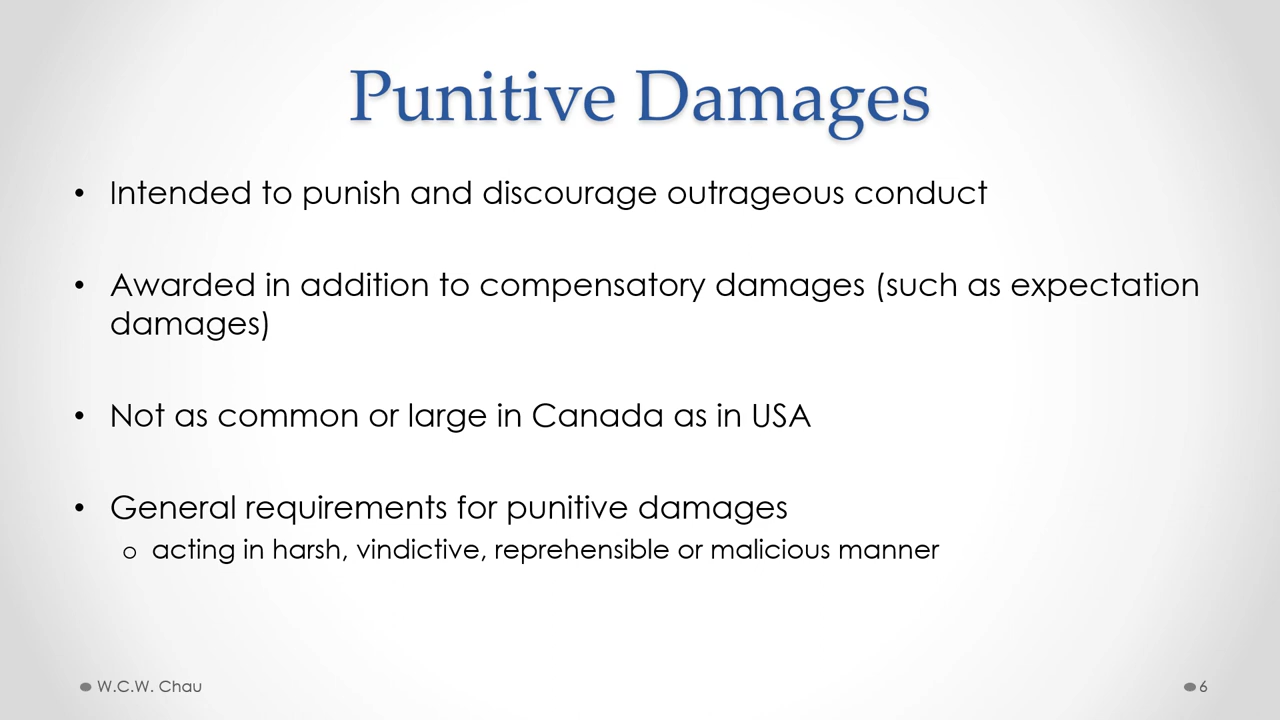 Punitive Damages
• Intended to punish and discourage outrageous conduct
• Awarded in addition to compensatory damages (such as expectation
damages)
• Not as common or large in Canada as in USA
• General requirements for punitive damages
o acting in harsh, vindictive, reprehensible or malicious manner
W.C.W. Chau
6